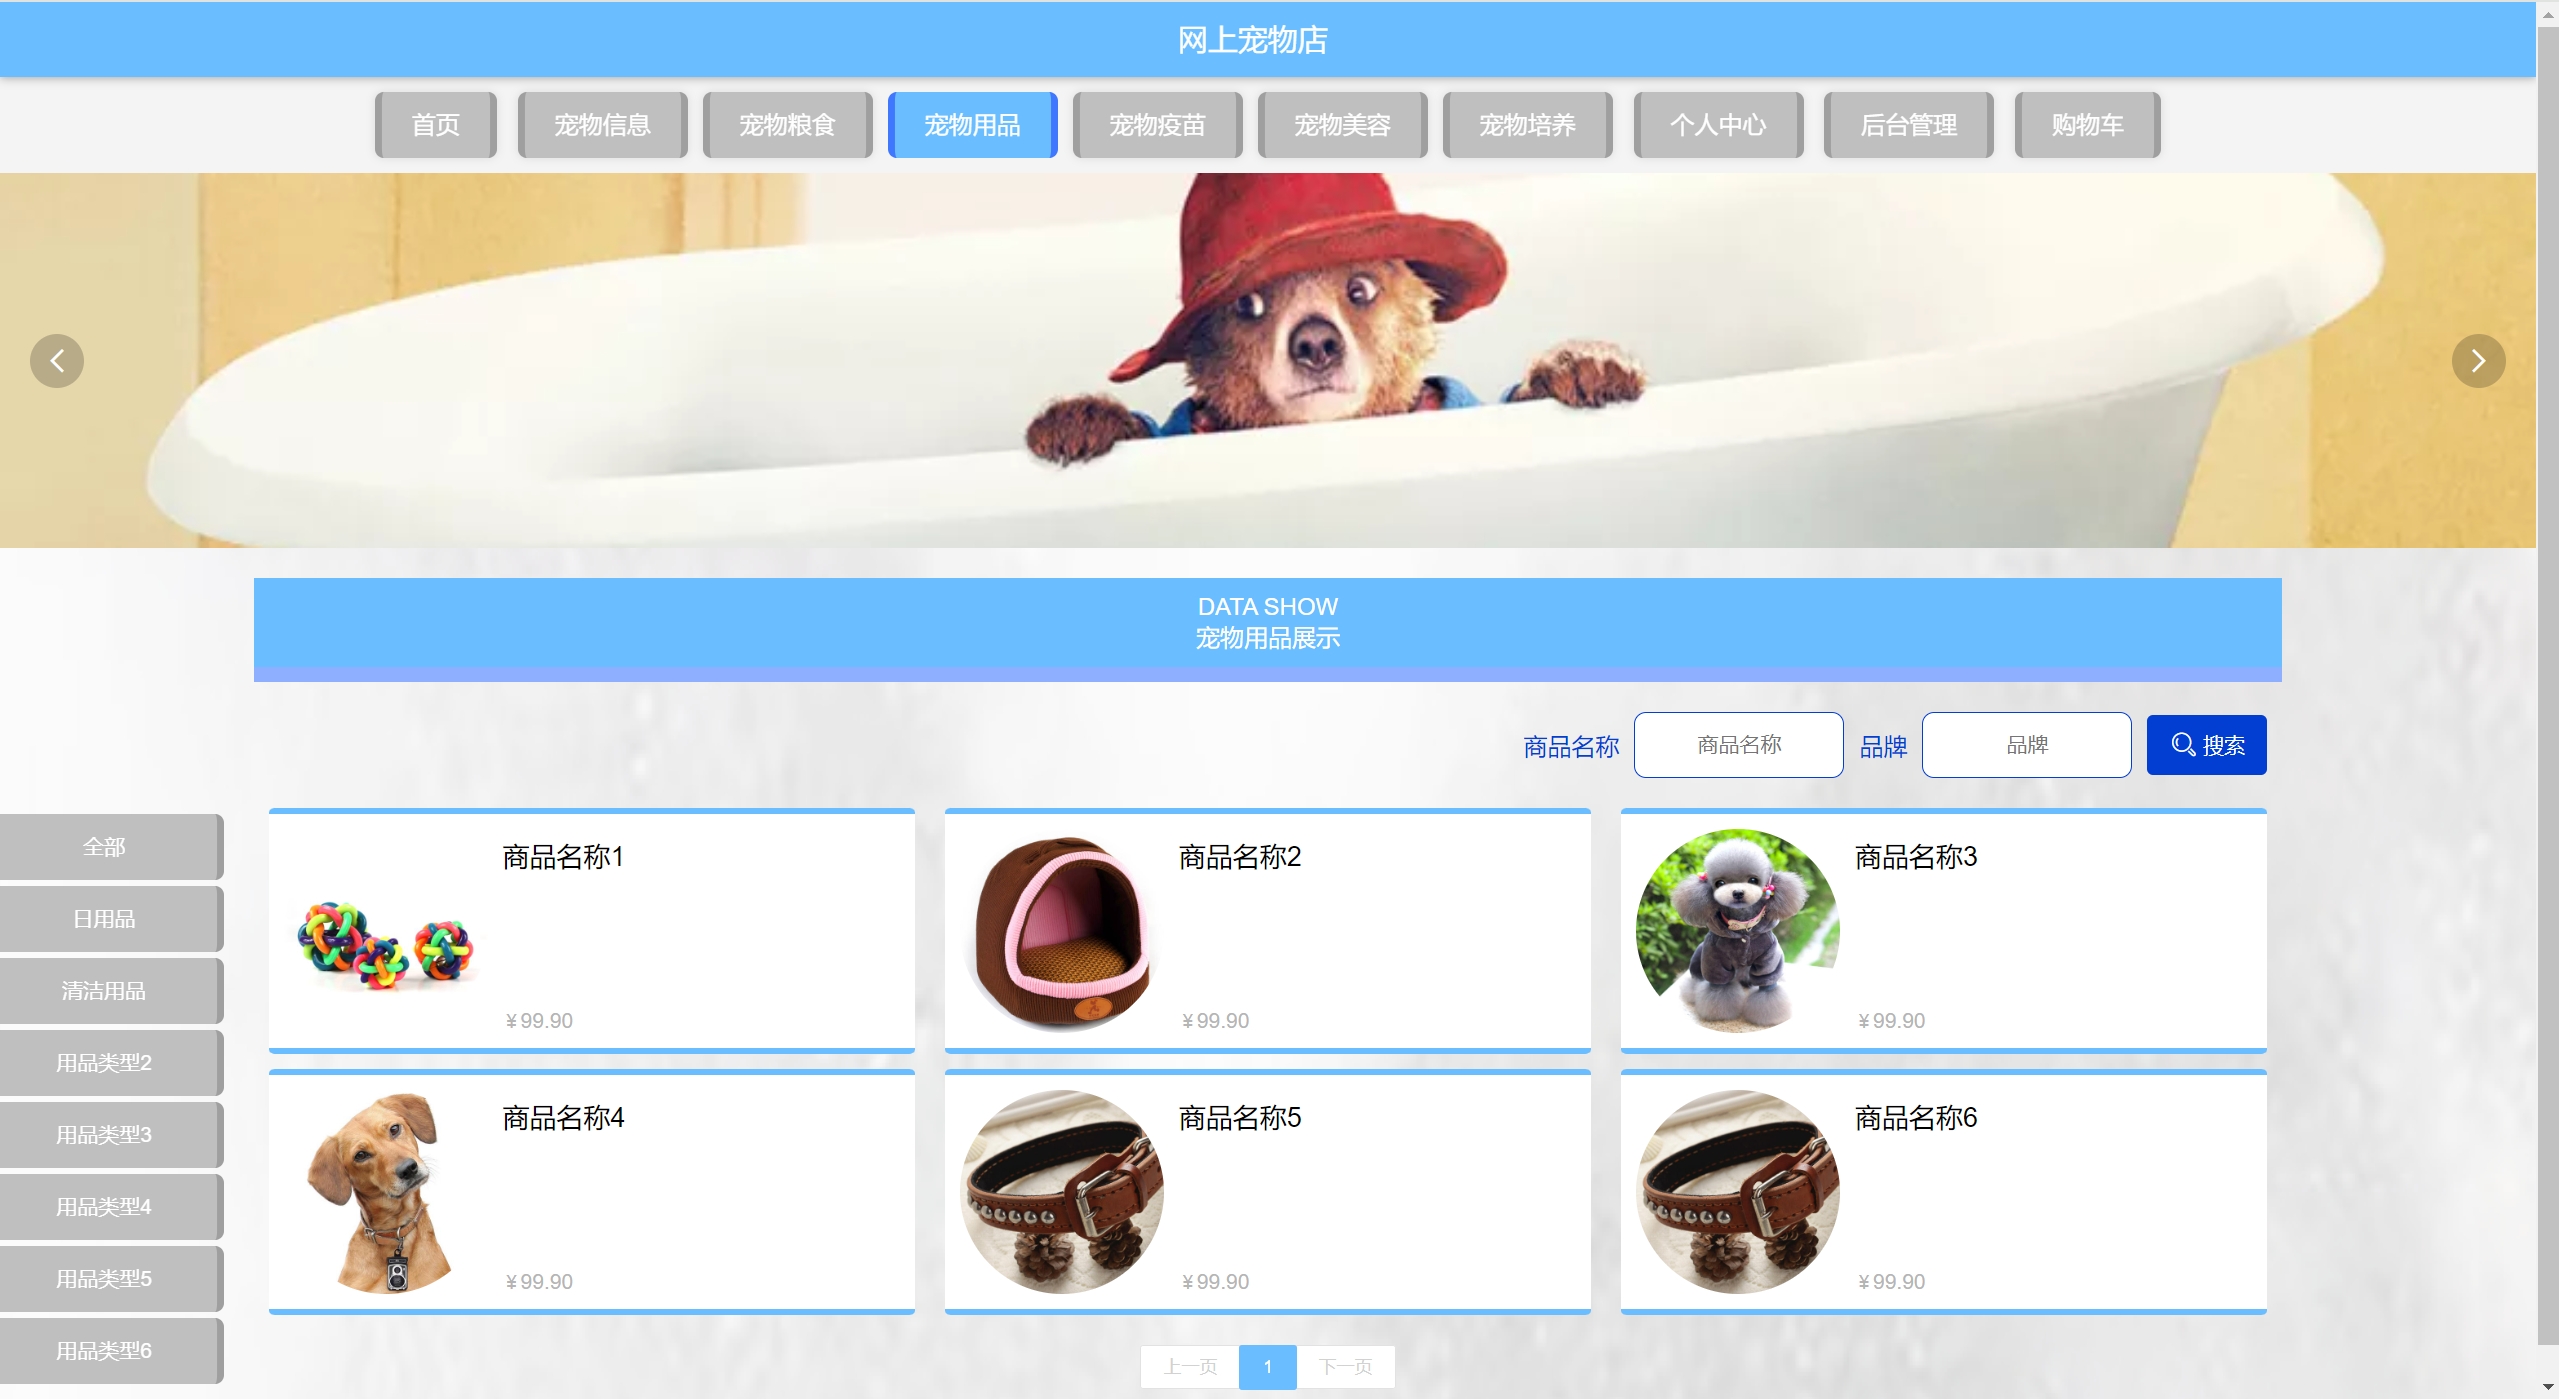 网上宠物店
首页 宠物信息 宠物粮食 宠物用品 宠物疫苗 宠物美容 宠物培养 个人中心 后台管理 购物车
DATA SHOW
宠物用品展示
商品名称 商品名称 品牌 品牌 搜索
全部
日用品
清洁用品
用品类型2
用品类型3
用品类型4
用品类型5
用品类型6
商品名称1
¥ 99.90
商品名称2
¥ 99.90
商品名称3
¥ 99.90
商品名称4
¥ 99.90
商品名称5
¥ 99.90
商品名称6
¥ 99.90
上一页 1 下一页